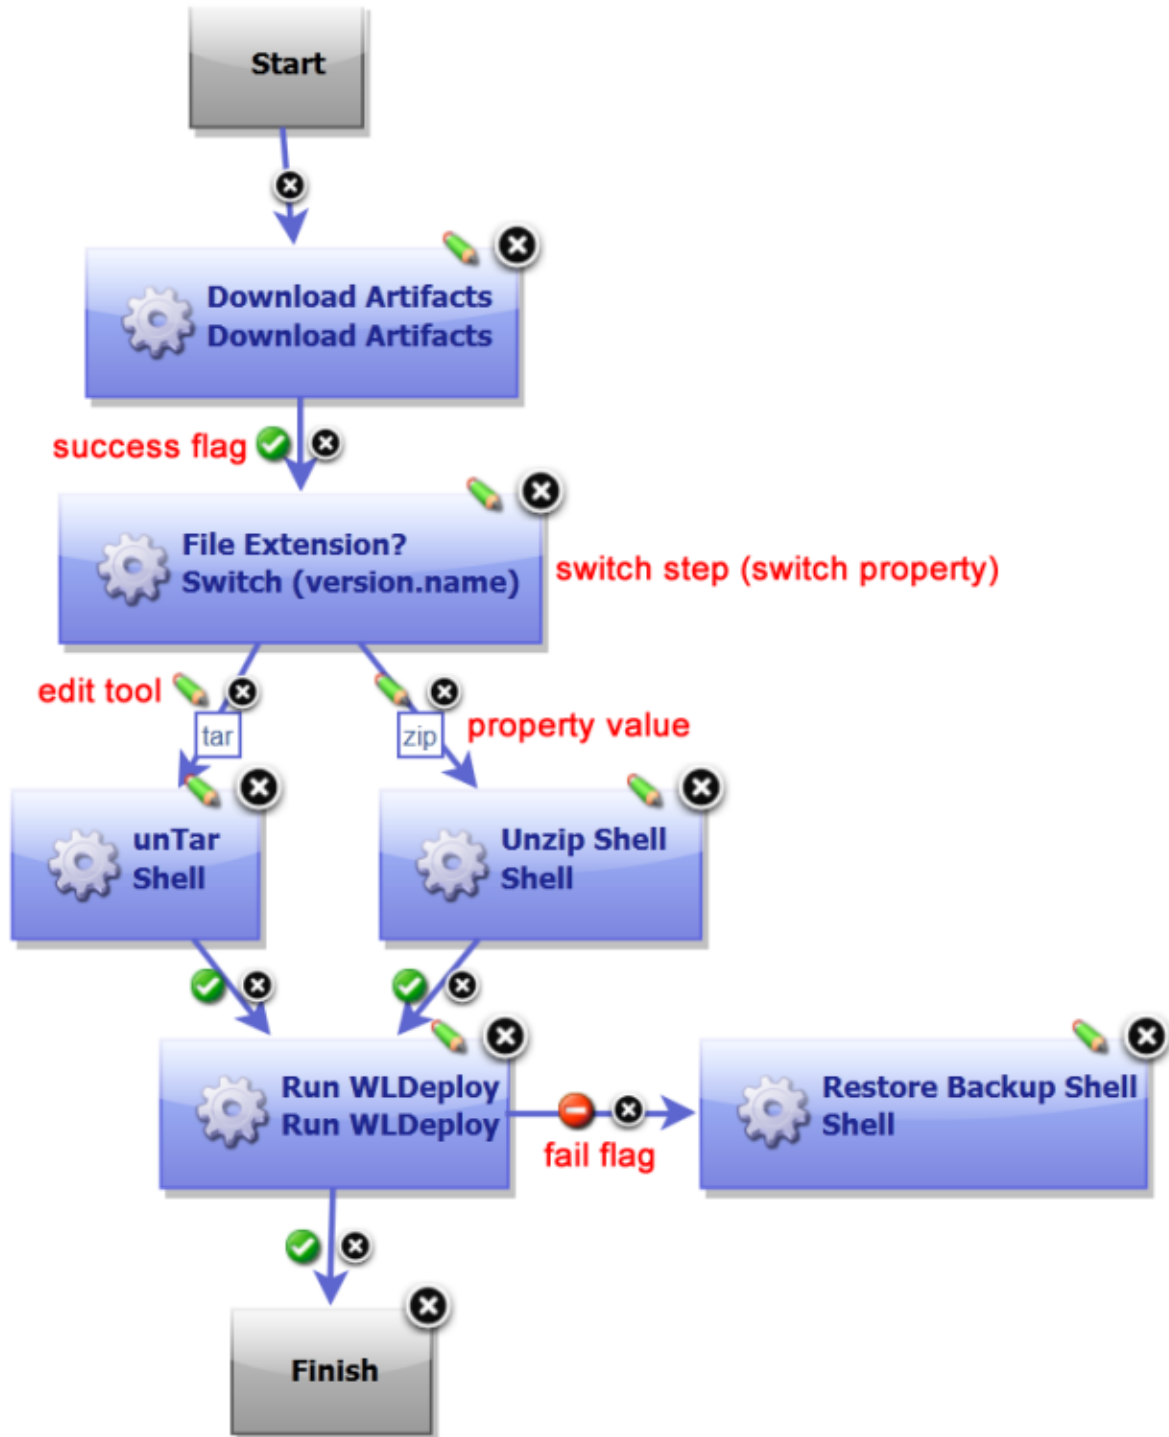 Start
Download Artifacts
Download Artifacts
success flag
File Extension?
Switch (version.name)
switch step (switch property)
edit tool
tar
zip
property value
unTar
Shell
Unzip Shell
Shell
Run WLDeploy
Run WLDeploy
fail flag
Restore Backup Shell
Shell
Finish